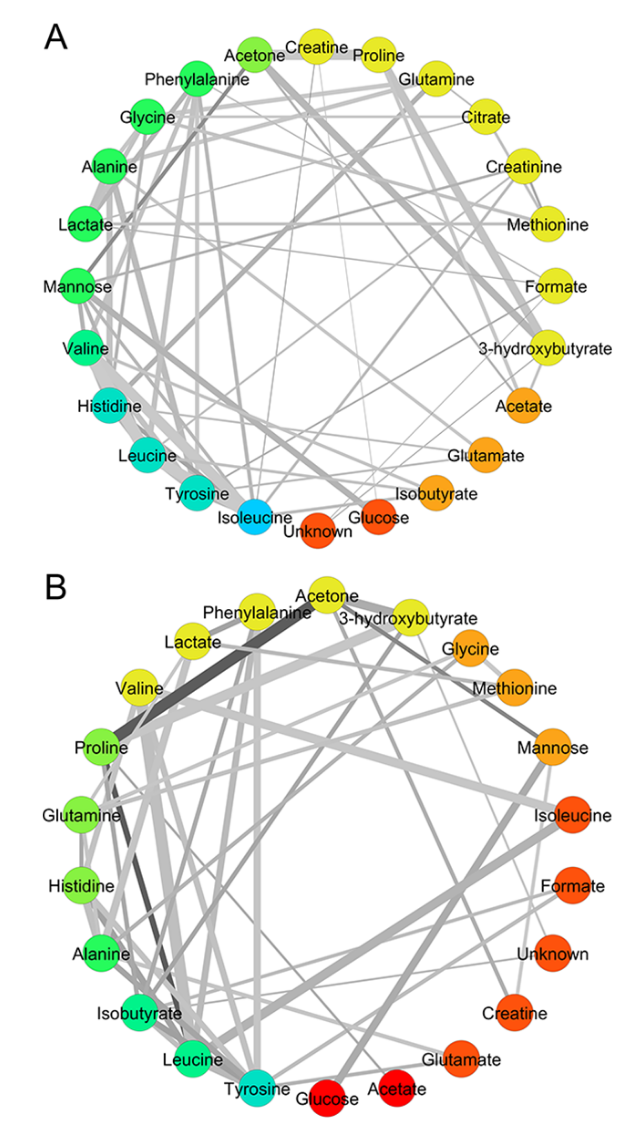 A
Creatine
Acetone
Proline
Phenylalanine
Glutamine
Glycine
Citrate
Alanine
Creatinine
Lactate
Methionine
Mannose
Formate
Valine
3-hydroxybutyrate
Histidine
Acetate
Leucine
Glutamate
Tyrosine
Isobutyrate
Isoleucine
Glucose
Unknown
B
Acetone
Phenylalanine
3-hydroxybutyrate
Lactate
Glycine
Valine
Methionine
Proline
Mannose
Glutamine
Isoleucine
Histidine
Formate
Alanine
Unknown
Isobutyrate
Creatine
Leucine
Glutamate
Tyrosine
Acetate
Glucose